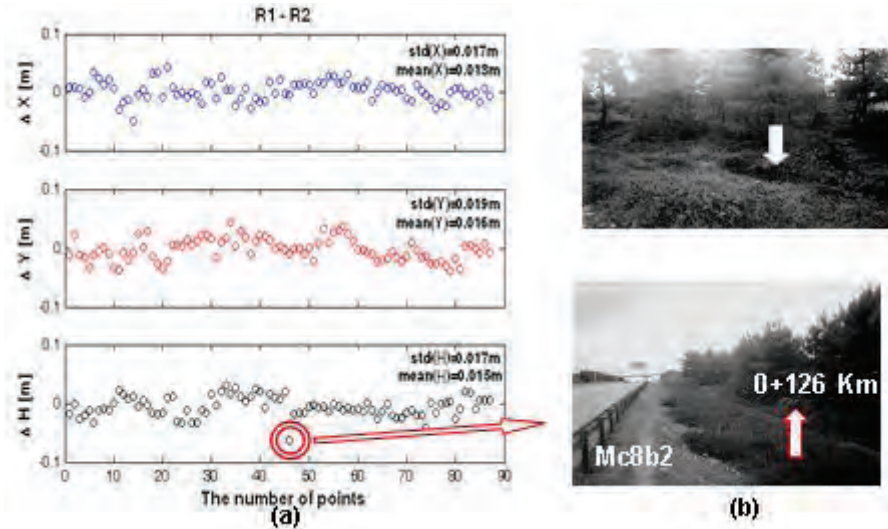 R1 - R2
0.1
0
-0.1
Δ X [m]
std(X)=0.017m
mean(X)=0.013m
0.1
0
-0.1
Δ Y [m]
std(Y)=0.019m
mean(Y)=0.016m
0.1
0
-0.1
Δ H [m]
std(H)=0.017m
mean(H)=0.015m
0 10 20 30 40 50 60 70 80 90
The number of points
(a)
0+126 Km
Mc8b2
(b)